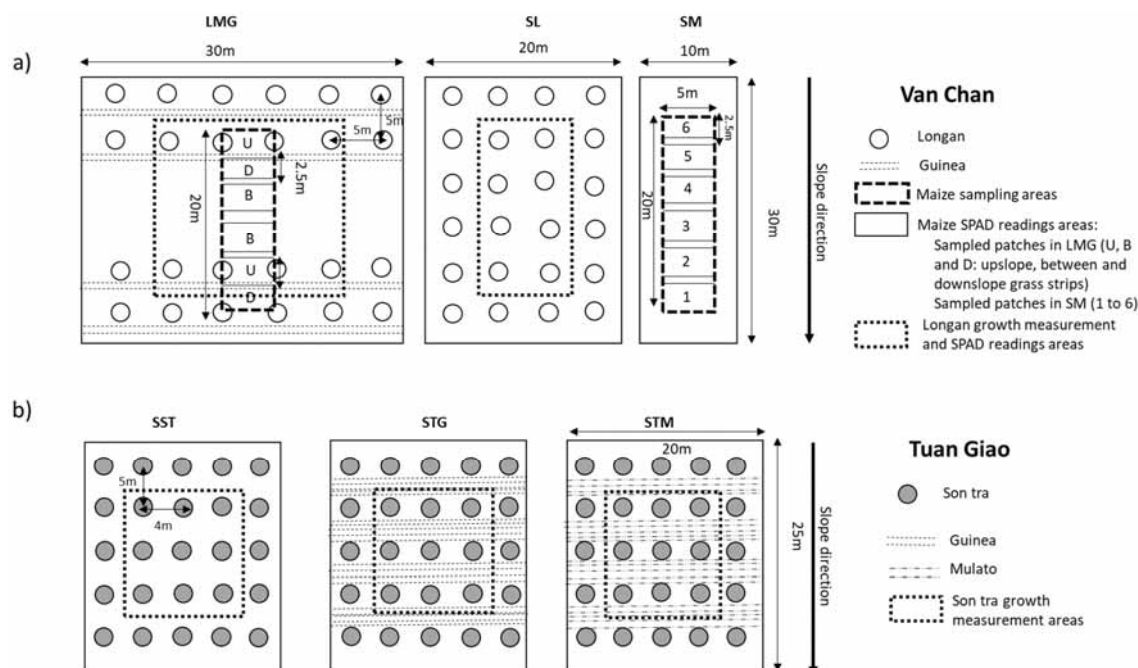 LMG
SL
SM
30m
20m
10m
a)
5m
5m
5m
20m
2.5m
U
D
B
B
U
D
2.5m
20m
6
5
4
3
2
1
30m
Slope direction
Van Chan
Longan
Guinea
Maize sampling areas
Maize SPAD readings areas:
Sampled patches in LMG (U, B
and D: upslope, between and
downslope grass strips)
Sampled patches in SM (1 to 6)
Longan growth measurement
and SPAD readings areas
b)
SST
STG
STM
20m
5m
4m
25m
Slope direction
Tuan Giao
Son tra
Guinea
Mulato
Son tra growth
measurement areas